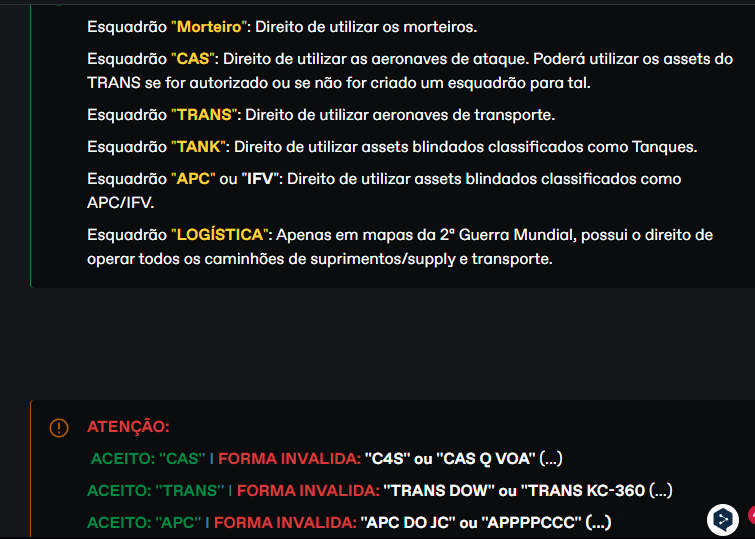 Esquadrão "Morteiro": Direito de utilizar os morteiros.
Esquadrão "CAS": Direito de utilizar as aeronaves de ataque. Poderá utilizar os assets do
TRANS se for autorizado ou se não for criado um esquadrão para tal.
Esquadrão "TRANS": Direito de utilizar aeronaves de transporte.
Esquadrão "TANK": Direito de utilizar assets blindados classificados como Tanques.
Esquadrão "APC" ou "IFV": Direito de utilizar assets blindados classificados como
APC/IFV.
Esquadrão "LOGÍSTICA": Apenas em mapas da 2ª Guerra Mundial, possui o direito de
operar todos os caminhões de suprimentos/supply e transporte.
ATENÇÂO:
ACEITO: "CAS" | FORMA INVALIDA: "C4S" ou "CAS Q VOA" (...)
ACEITO: "TRANS" | FORMA INVALIDA: "TRANS DOW" ou "TRANS KC-360 (...)
ACEITO: "APC" | FORMA INVALIDA: "APC DO JC" ou "APPPPCCC" (...)